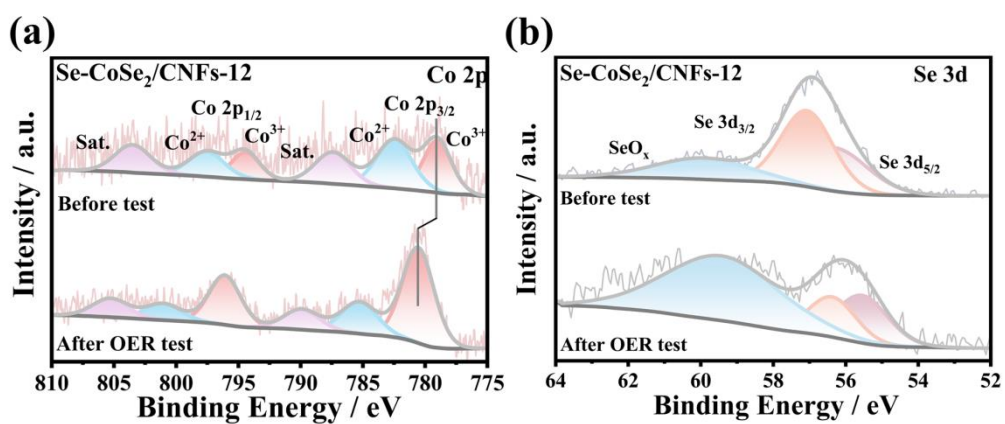 (a)
Se-CoSe₂/CNFs-12
Co 2p
Co 2p₁/₂
Co 2p₃/₂
Sat.
Co²⁺
Co³⁺
Sat.
Co²⁺
Co³⁺
Before test
After OER test
Intensity / a.u.
810 805 800 795 790 785 780 775
Binding Energy / eV
(b)
Se-CoSe₂/CNFs-12
Se 3d
Se 3d₃/₂
SeOₓ
Se 3d₅/₂
Before test
After OER test
Intensity / a.u.
64 62 60 58 56 54 52
Binding Energy / eV